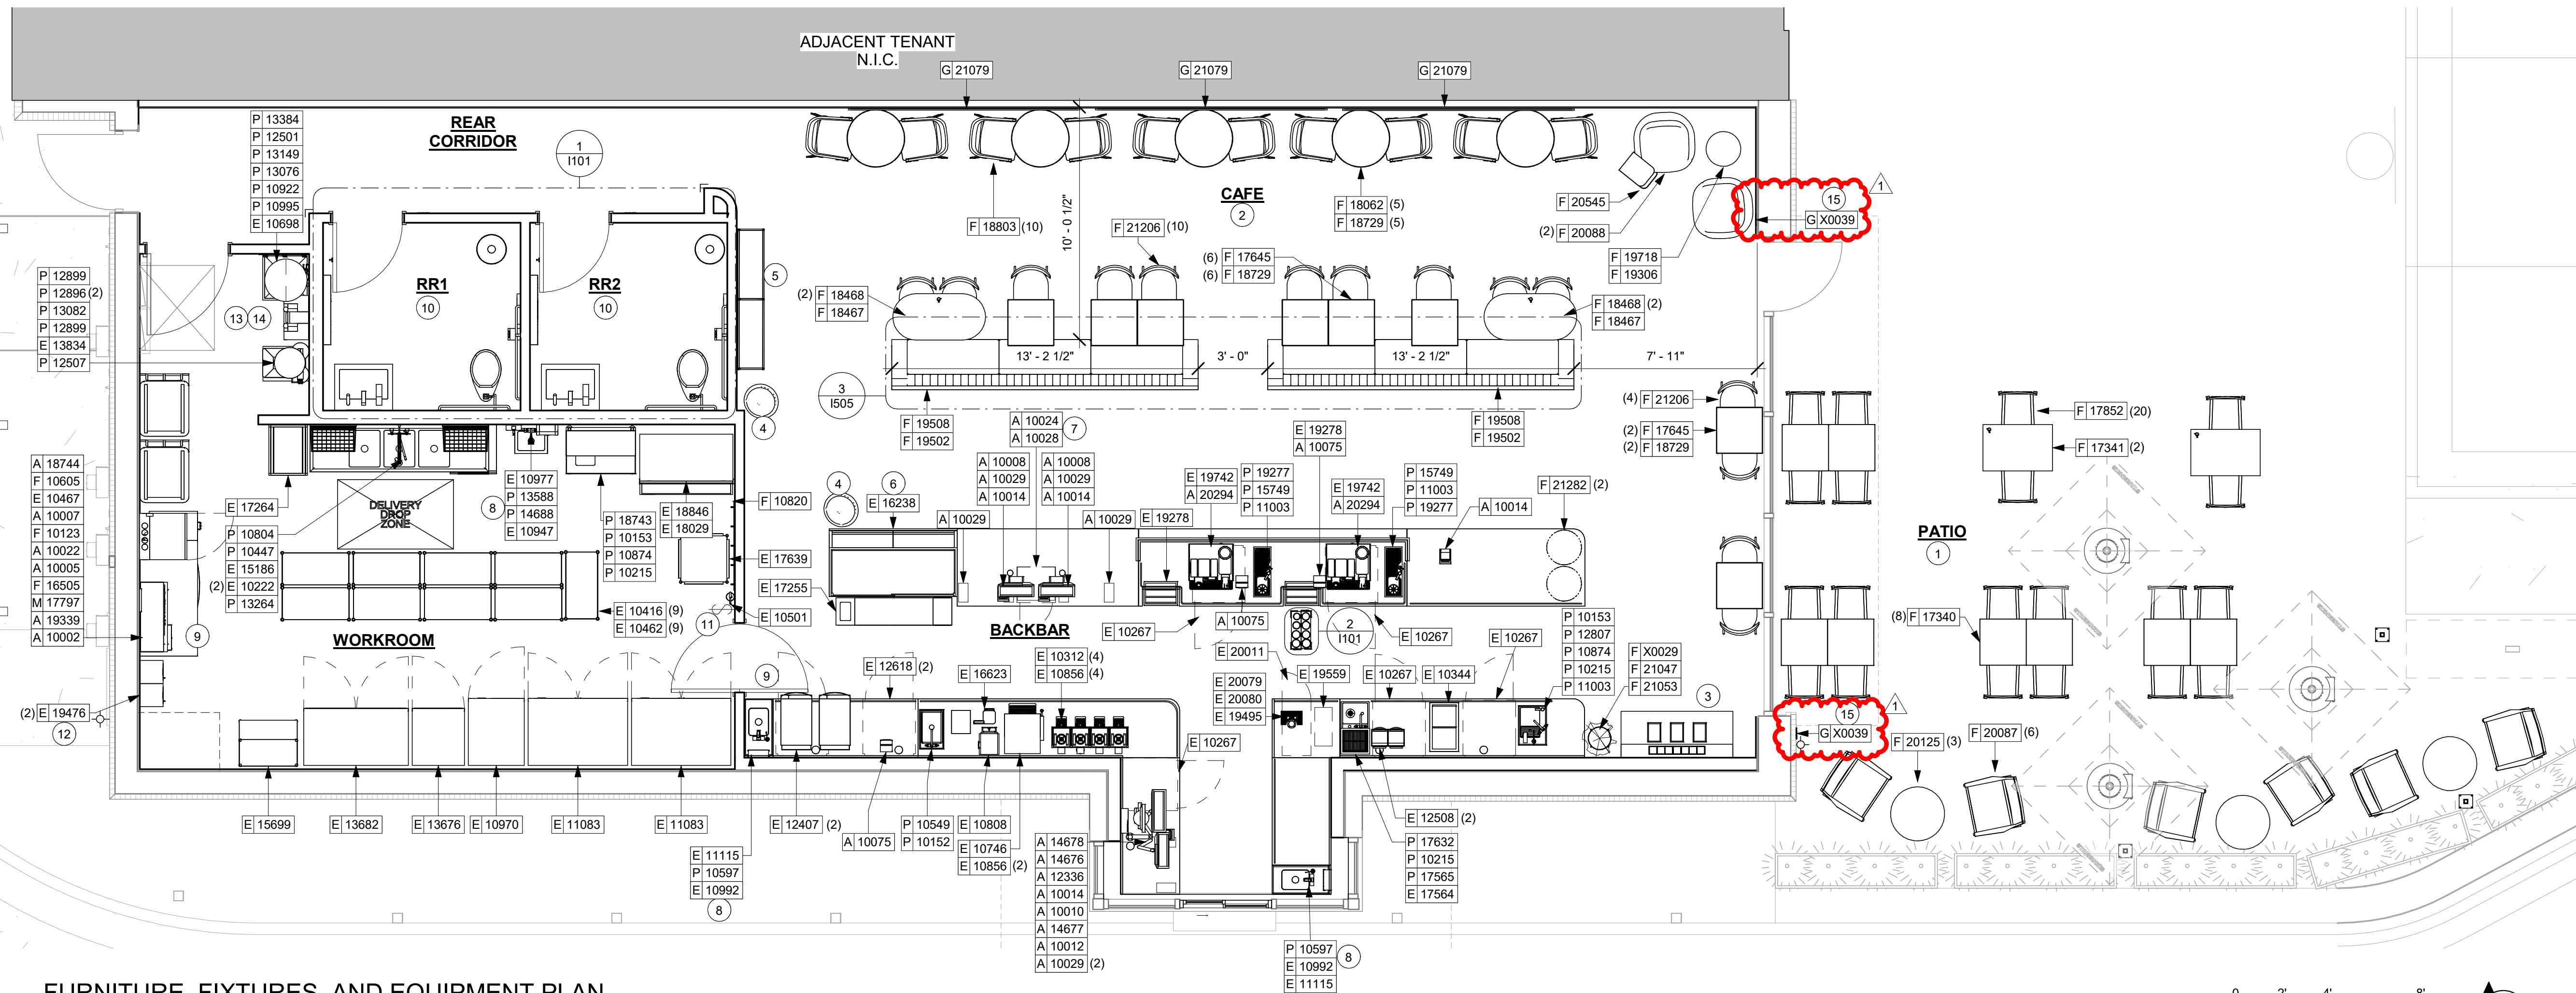 ADJACENT TENANT
N.I.C.
G 21079
G 21079
G 21079
REAR
CORRIDOR
1
I101
P 13384
P 12501
P 13149
P 13076
P 10922
P 10995
E 10698
CAFE
2
10' - 0 1/2"
F 18803 (10)
F 21206 (10)
F 18062 (5)
F 18729 (5)
F 20545
(2) F 20088
F 19718
F 19306
15
1
G X0039
(6) F 17645
(6) F 18729
RR1
10
RR2
10
5
P 12899
P 12896 (2)
P 13082
P 12899
E 13834
P 12507
13
14
(2) F 18468
F 18467
F 18468 (2)
F 18467
13' - 2 1/2"
3' - 0"
13' - 2 1/2"
7' - 11"
3
I505
4
F 19508
F 19502
A 10024
A 10028
7
E 19278
A 10075
F 19508
F 19502
(4) F 21206
(2) F 17645
(2) F 18729
F 17852 (20)
F 17341 (2)
A 18744
F 10605
E 10467
A 10007
F 10123
A 10022
A 10005
F 16505
M 17797
A 19339
A 10002
E 17264
P 10804
P 10447
E 15186
(2) E 10222
P 13264
DELIVERY
DROP
ZONE
8
E 10977
P 13588
P 14688
E 10947
P 18743
P 10153
P 10874
P 10215
E 18846
E 18029
F 10820
E 17639
E 17255
E 10501
4
6
E 16238
A 10008
A 10029
A 10014
A 10008
A 10029
A 10014
A 10029
A 10029
E 19278
E 19742
A 20294
P 19277
P 15749
P 11003
E 19742
A 20294
P 15749
P 11003
P 19277
A 10014
F 21282 (2)
PATIO
1
E 10416 (9)
E 10462 (9)
11
WORKROOM
9
BACKBAR
E 10267
A 10075
2
I101
E 10267
E 20011
E 10267
P 10153
P 12807
P 10874
P 10215
P 11003
F X0029
F 21047
F 21053
3
(8) F 17340
9
E 12618 (2)
E 16623
E 10312 (4)
E 10856 (4)
E 20079
E 20080
E 19495
E 19559
E 10267
E 10344
E 10267
(2) E 19476
12
15
1
G X0039
F 20125 (3)
F 20087 (6)
E 15699
E 13682
E 13676
E 10970
E 11083
E 11083
E 12407 (2)
A 10075
P 10549
P 10152
E 10808
E 10746
E 10856 (2)
E 11115
P 10597
E 10992
8
A 14678
A 14676
A 12336
A 10014
A 10010
A 14677
A 10012
A 10029 (2)
E 12508 (2)
P 17632
P 10215
P 17565
E 17564
P 10597
E 10992
E 11115
8
FURNITURE, FIXTURES, AND EQUIPMENT PLAN
0 2' 4' 8'